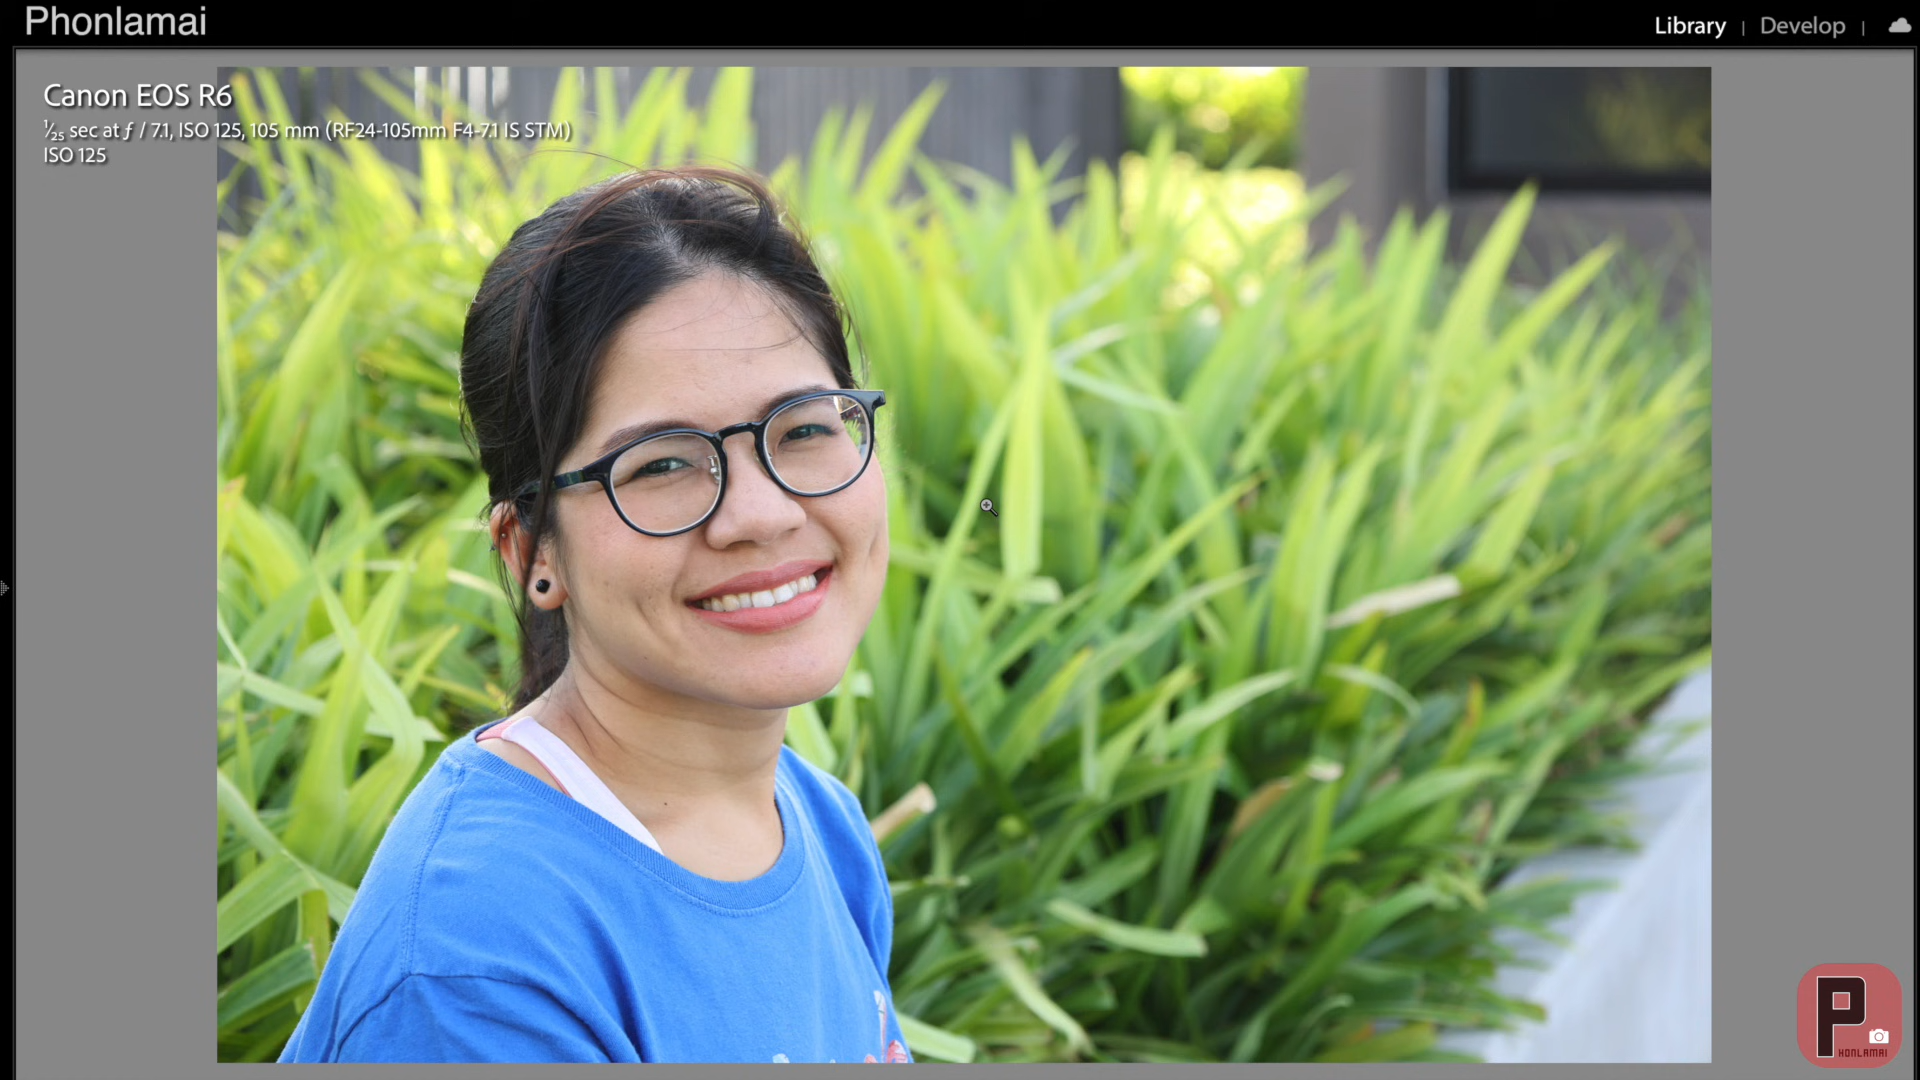 Phonlamai
Library | Develop |
Canon EOS R6
1/25 sec at ƒ / 7.1, ISO 125, 105 mm (RF24-105mm F4-7.1 IS STM)
ISO 125
P
HONLAMAI